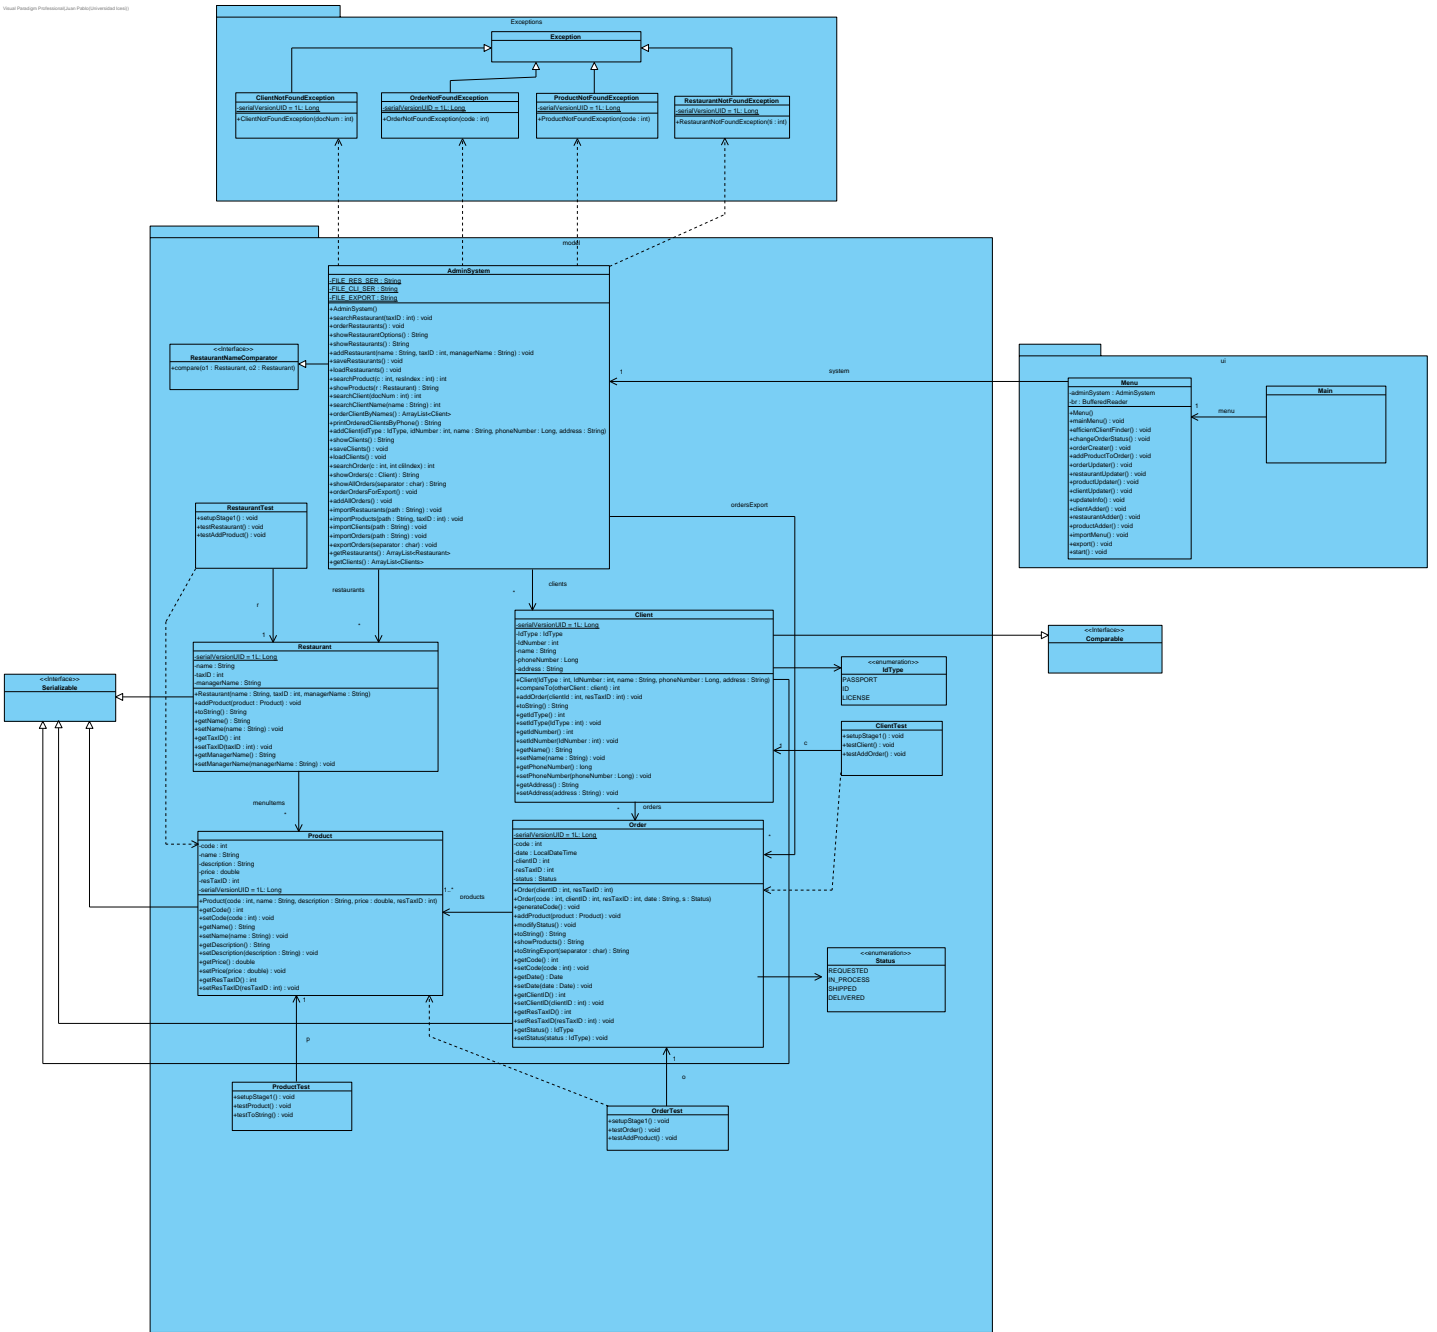 Visual Paradigm Professional(Juan Pablo(Universidad Icesi))
Exceptions
Exception
ClientNotFoundException
-serialVersionUID = 1L: Long
+ClientNotFoundException(docNum : int)
OrderNotFoundException
-serialVersionUID = 1L: Long
+OrderNotFoundException(code : int)
ProductNotFoundException
-serialVersionUID = 1L: Long
+ProductNotFoundException(code : int)
RestaurantNotFoundException
-serialVersionUID = 1L: Long
+RestaurantNotFoundException(ti : int)
model
AdminSystem
-FILE_RES_SER : String
-FILE_CLI_SER : String
-FILE_EXPORT : String
+AdminSystem()
+searchRestaurant(taxID : int) : void
+orderRestaurants() : void
+showRestaurantOptions() : String
+showRestaurants() : String
+addRestaurant(name : String, taxID : int, managerName : String) : void
+saveRestaurants() : void
+loadRestaurants() : void
+searchProduct(c : int, resIndex : int) : int
+showProducts(r : Restaurant) : String
+searchClient(docNum : int) : int
+searchClientName(name : String) : int
+orderClientByNames() : ArrayList<Client>
+printOrderedClientsByPhone() : String
+addClient(idType : IdType, idNumber : int, name : String, phoneNumber : Long, address : String)
+showClients() : String
+saveClients() : void
+loadClients() : void
+searchOrder(c : int, int cliIndex) : int
+showOrders(c : Client) : String
+showAllOrders(separator : char) : String
+orderOrdersForExport() : void
+addAllOrders() : void
+importRestaurants(path : String) : void
+importProducts(path : String, taxID : int) : void
+importClients(path : String) : void
+importOrders(path : String) : void
+exportOrders(separator : char) : void
+getRestaurants() : ArrayList<Restaurant>
+getClients() : ArrayList<Clients>
<<Interface>>
RestaurantNameComparator
+compare(o1 : Restaurant, o2 : Restaurant)
1
system
ui
Menu
-adminSystem : AdminSystem
-br : BufferedReader
+Menu()
+mainMenu() : void
+efficientClientFinder() : void
+changeOrderStatus() : void
+orderCreater() : void
+addProductToOrder() : void
+orderUpdater() : void
+restaurantUpdater() : void
+productUpdater() : void
+clientUpdater() : void
+updateInfo() : void
+clientAdder() : void
+restaurantAdder() : void
+productAdder() : void
+importMenu() : void
+export() : void
+start() : void
1
menu
Main
RestaurantTest
+setupStage1() : void
+testRestaurant() : void
+testAddProduct() : void
ordersExport
r
1
restaurants
*
clients
*
Client
-serialVersionUID = 1L: Long
-IdType : IdType
-IdNumber : int
-name : String
-phoneNumber : Long
-address : String
+Client(IdType : int, IdNumber : int, name : String, phoneNumber : Long, address : String)
+compareTo(otherClient : client) : int
+addOrder(clientId : int, resTaxID : int) : void
+toString() : String
+getIdType() : int
+setIdType(IdType : int) : void
+getIdNumber() : int
+setIdNumber(IdNumber : int) : void
+getName() : String
+setName(name : String) : void
+getPhoneNumber() : long
+setPhoneNumber(phoneNumber : Long) : void
+getAddress() : String
+setAddress(address : String) : void
<<Interface>>
Comparable
<<enumeration>>
IdType
PASSPORT
ID
LICENSE
ClientTest
+setupStage1() : void
+testClient() : void
+testAddOrder() : void
1
c
Restaurant
-serialVersionUID = 1L: Long
-name : String
-taxID : int
-managerName : String
+Restaurant(name : String, taxID : int, managerName : String)
+addProduct(product : Product) : void
+toString() : String
+getName() : String
+setName(name : String) : void
+getTaxID() : int
+setTaxID(taxID : int) : void
+getManagerName() : String
+setManagerName(managerName : String) : void
<<Interface>>
Serializable
menuItems
*
*
orders
Product
-code : int
-name : String
-description : String
-price : double
-resTaxID : int
-serialVersionUID = 1L: Long
+Product(code : int, name : String, description : String, price : double, resTaxID : int)
+getCode() : int
+setCode(code : int) : void
+getName() : String
+setName(name : String) : void
+getDescription() : String
+setDescription(description : String) : void
+getPrice() : double
+setPrice(price : double) : void
+getResTaxID() : int
+setResTaxID(resTaxID : int) : void
1..*
products
Order
-serialVersionUID = 1L: Long
-code : int
-date : LocalDateTime
-clientID : int
-resTaxID : int
-status : Status
+Order(clientID : int, resTaxID : int)
+Order(code : int, clientID : int, resTaxID : int, date : String, s : Status)
+generateCode() : void
+addProduct(product : Product) : void
+modifyStatus() : void
+toString() : String
+showProducts() : String
+toStringExport(separator : char) : String
+getCode() : int
+setCode(code : int) : void
+getDate() : Date
+setDate(date : Date) : void
+getClientID() : int
+setClientID(clientID : int) : void
+getResTaxID() : int
+setResTaxID(resTaxID : int) : void
+getStatus() : IdType
+setStatus(status : IdType) : void
*
<<enumeration>>
Status
REQUESTED
IN_PROCESS
SHIPPED
DELIVERED
1
p
1
o
ProductTest
+setupStage1() : void
+testProduct() : void
+testToString() : void
OrderTest
+setupStage1() : void
+testOrder() : void
+testAddProduct() : void